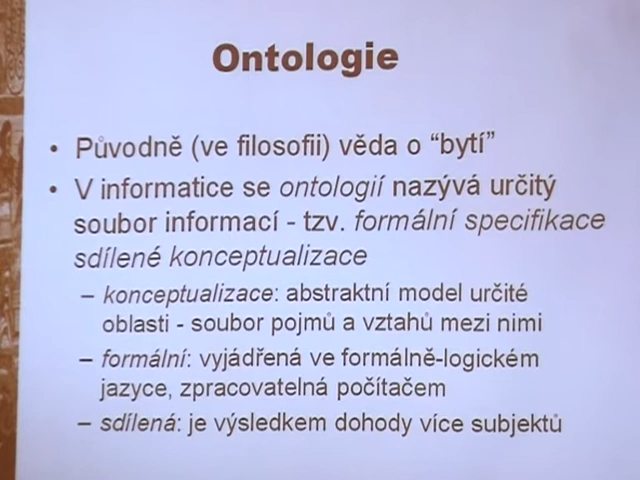 Ontologie
• Původně (ve filosofii) věda o "bytí"
• V informatice se ontologií nazývá určitý
soubor informací - tzv. formální specifikace
sdílené konceptualizace
– konceptualizace: abstraktní model určité
oblasti - soubor pojmů a vztahů mezi nimi
– formální: vyjádřená ve formálně-logickém
jazyce, zpracovatelná počítačem
– sdílená: je výsledkem dohody více subjektů